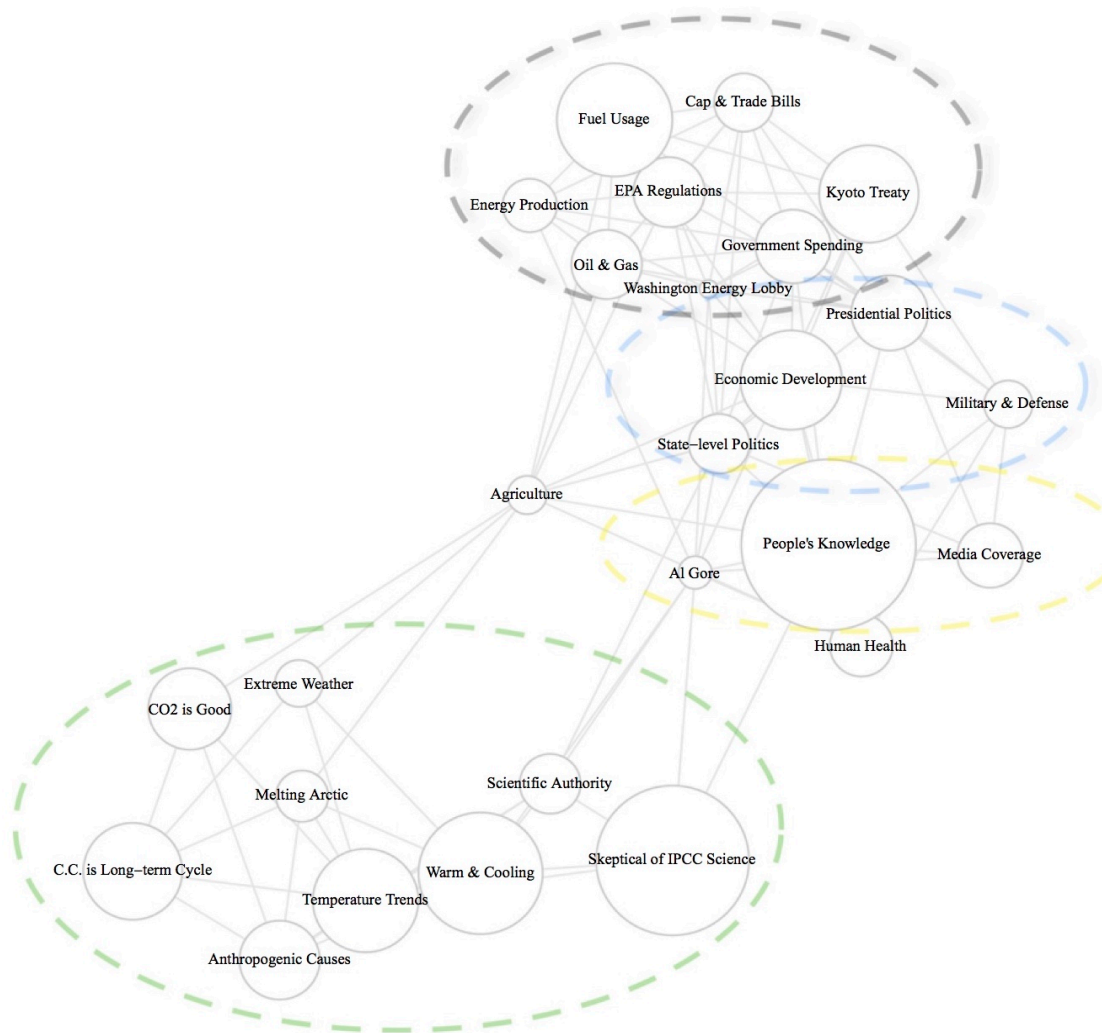 Cap & Trade Bills
Fuel Usage
EPA Regulations
Kyoto Treaty
Energy Production
Government Spending
Oil & Gas
Washington Energy Lobby
Presidential Politics
Economic Development
Military & Defense
State-level Politics
Agriculture
People's Knowledge
Media Coverage
Al Gore
Human Health
Extreme Weather
CO2 is Good
Scientific Authority
Melting Arctic
Skeptical of IPCC Science
C.C. is Long-term Cycle
Warm & Cooling
Temperature Trends
Anthropogenic Causes